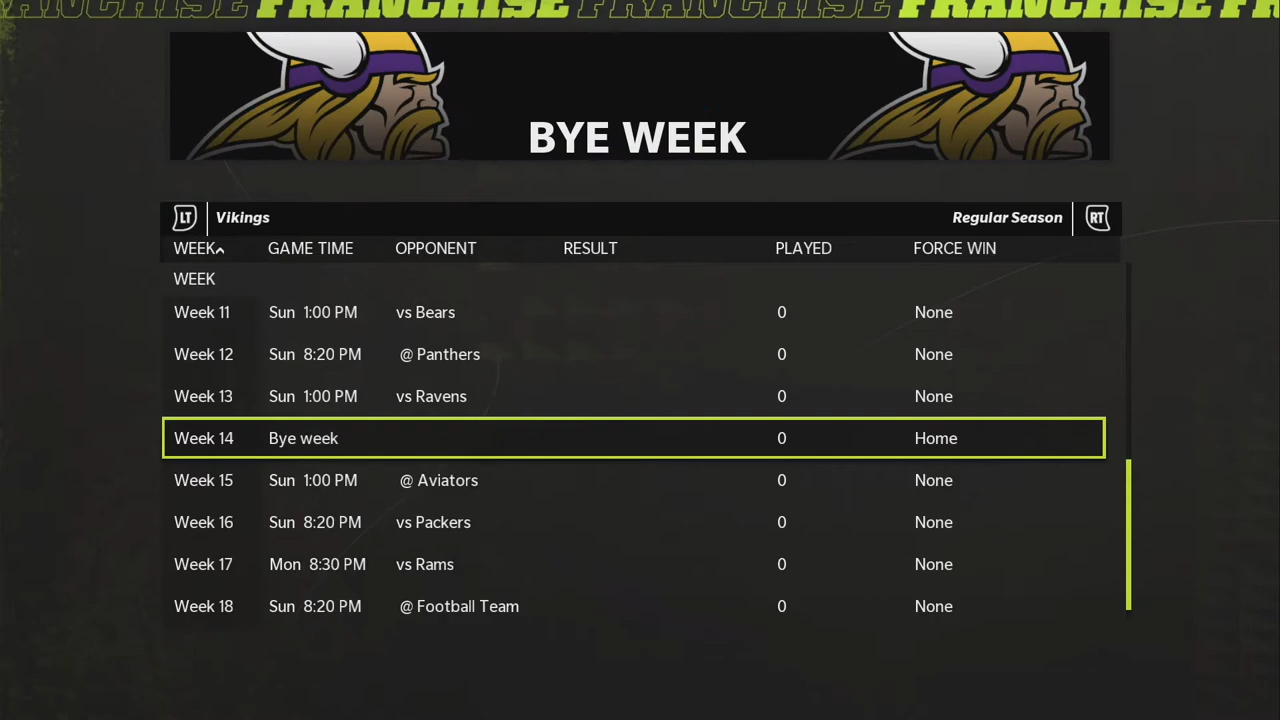 FRANCHISE FRANCHISE FRANCHISE FRANCHISE FR
BYE WEEK
LT Vikings Regular Season RT
WEEK GAME TIME OPPONENT RESULT PLAYED FORCE WIN
WEEK
Week 11 Sun 1:00 PM vs Bears 0 None
Week 12 Sun 8:20 PM @ Panthers 0 None
Week 13 Sun 1:00 PM vs Ravens 0 None
Week 14 Bye week 0 Home
Week 15 Sun 1:00 PM @ Aviators 0 None
Week 16 Sun 8:20 PM vs Packers 0 None
Week 17 Mon 8:30 PM vs Rams 0 None
Week 18 Sun 8:20 PM @ Football Team 0 None